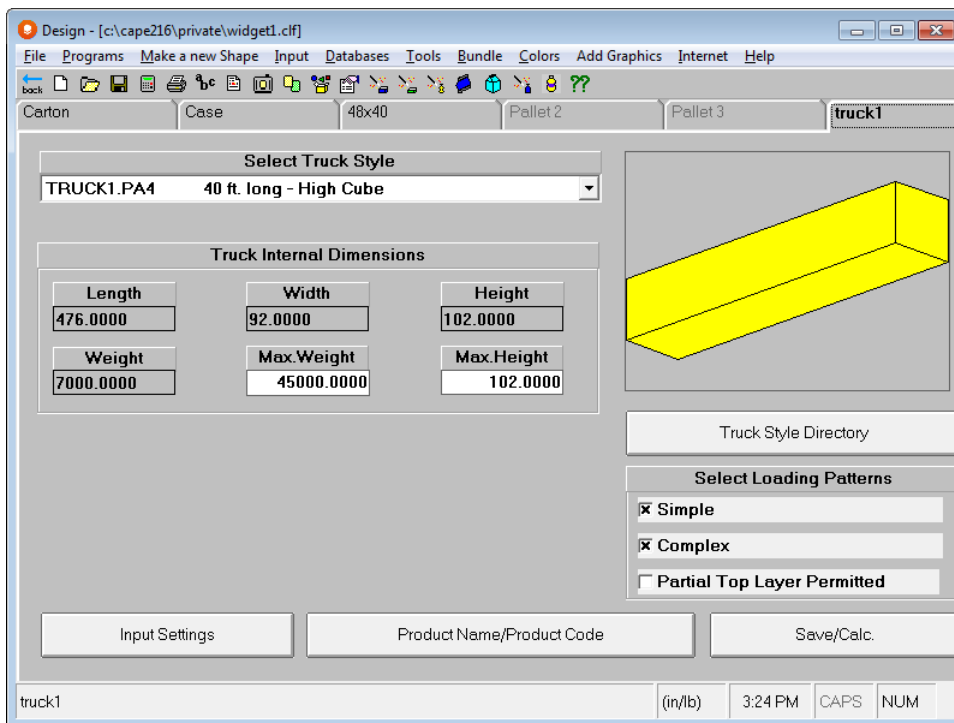 Design - [c:\cape216\private\widget1.clf]
File Programs Make a new Shape Input Databases Tools Bundle Colors Add Graphics Internet Help
back abc ??
Carton Case 48x40 Pallet 2 Pallet 3 truck1
Select Truck Style
TRUCK1.PA4 40 ft. long - High Cube
Truck Internal Dimensions
Length Width Height
476.0000 92.0000 102.0000
Weight Max.Weight Max.Height
7000.0000 45000.0000 102.0000
Truck Style Directory
Select Loading Patterns
Simple
Complex
Partial Top Layer Permitted
Input Settings Product Name/Product Code Save/Calc.
truck1 (in/lb) 3:24 PM CAPS NUM